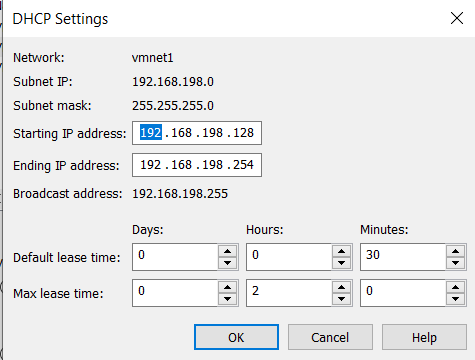 DHCP Settings
Network: vmnet1
Subnet IP: 192.168.198.0
Subnet mask: 255.255.255.0
Starting IP address: 192 . 168 . 198 . 128
Ending IP address: 192 . 168 . 198 . 254
Broadcast address: 192.168.198.255
Days: Hours: Minutes:
Default lease time: 0 0 30
Max lease time: 0 2 0
OK Cancel Help